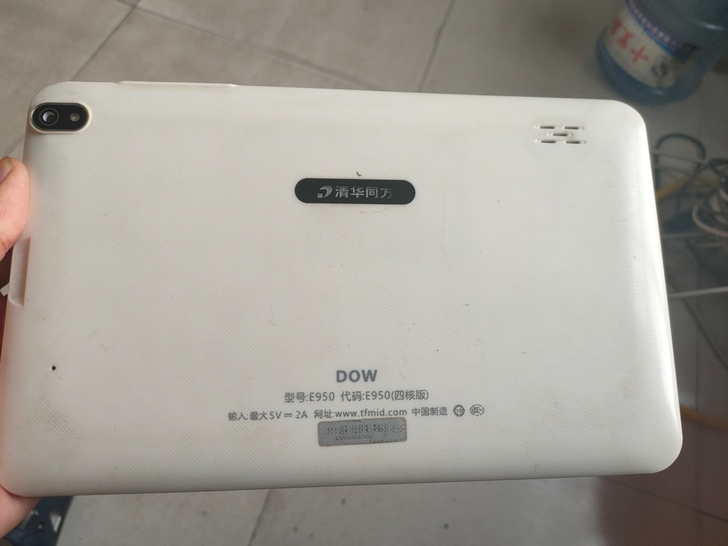 清华同方
DOW
型号:E950 代码:E950(四核版)
输入:最大5V⎓2A 网址:www.tfmid.com 中国制造